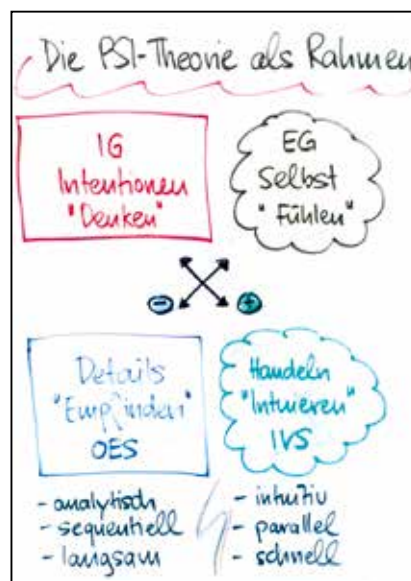 Die PSI-Theorie als Rahmen
IG
Intentionen
"Denken"
EG
Selbst
"Fühlen"
- +
Details
"Empfinden"
OES
Handeln
"Intuieren"
IVS
- analytisch
- sequentiell
- langsam
- intuitiv
- parallel
- schnell